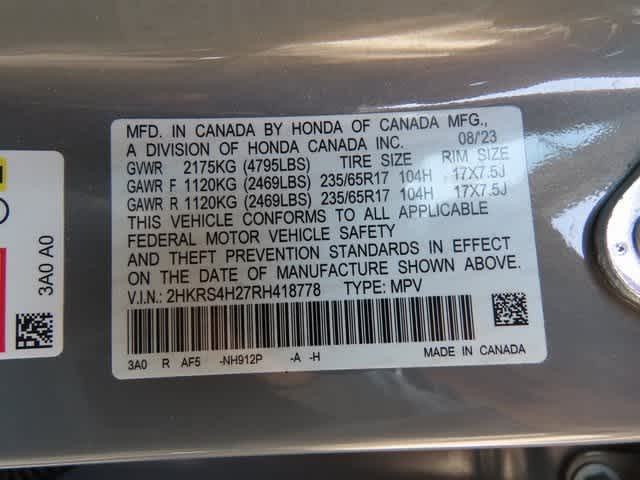 MFD. IN CANADA BY HONDA OF CANADA MFG.,
A DIVISION OF HONDA CANADA INC. 08/'23
GVWR 2175KG (4795LBS) TIRE SIZE RIM SIZE
GAWR F 1120KG (2469LBS) 235/65R17 104H 17X7.5J
GAWR R 1120KG (2469LBS) 235/65R17 104H 17X7.5J
THIS VEHICLE CONFORMS TO ALL APPLICABLE
FEDERAL MOTOR VEHICLE SAFETY
AND THEFT PREVENTION STANDARDS IN EFFECT
ON THE DATE OF MANUFACTURE SHOWN ABOVE.
V.I.N.: 2HKRS4H27RH418778 TYPE: MPV
3A0 R AF5 -NH912P -A -H MADE IN CANADA
3A0 A0